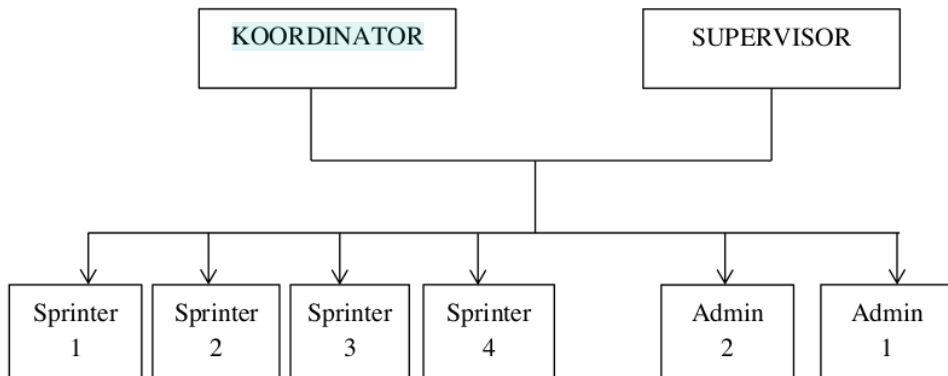 KOORDINATOR
SUPERVISOR
Sprinter
1
Sprinter
2
Sprinter
3
Sprinter
4
Admin
2
Admin
1